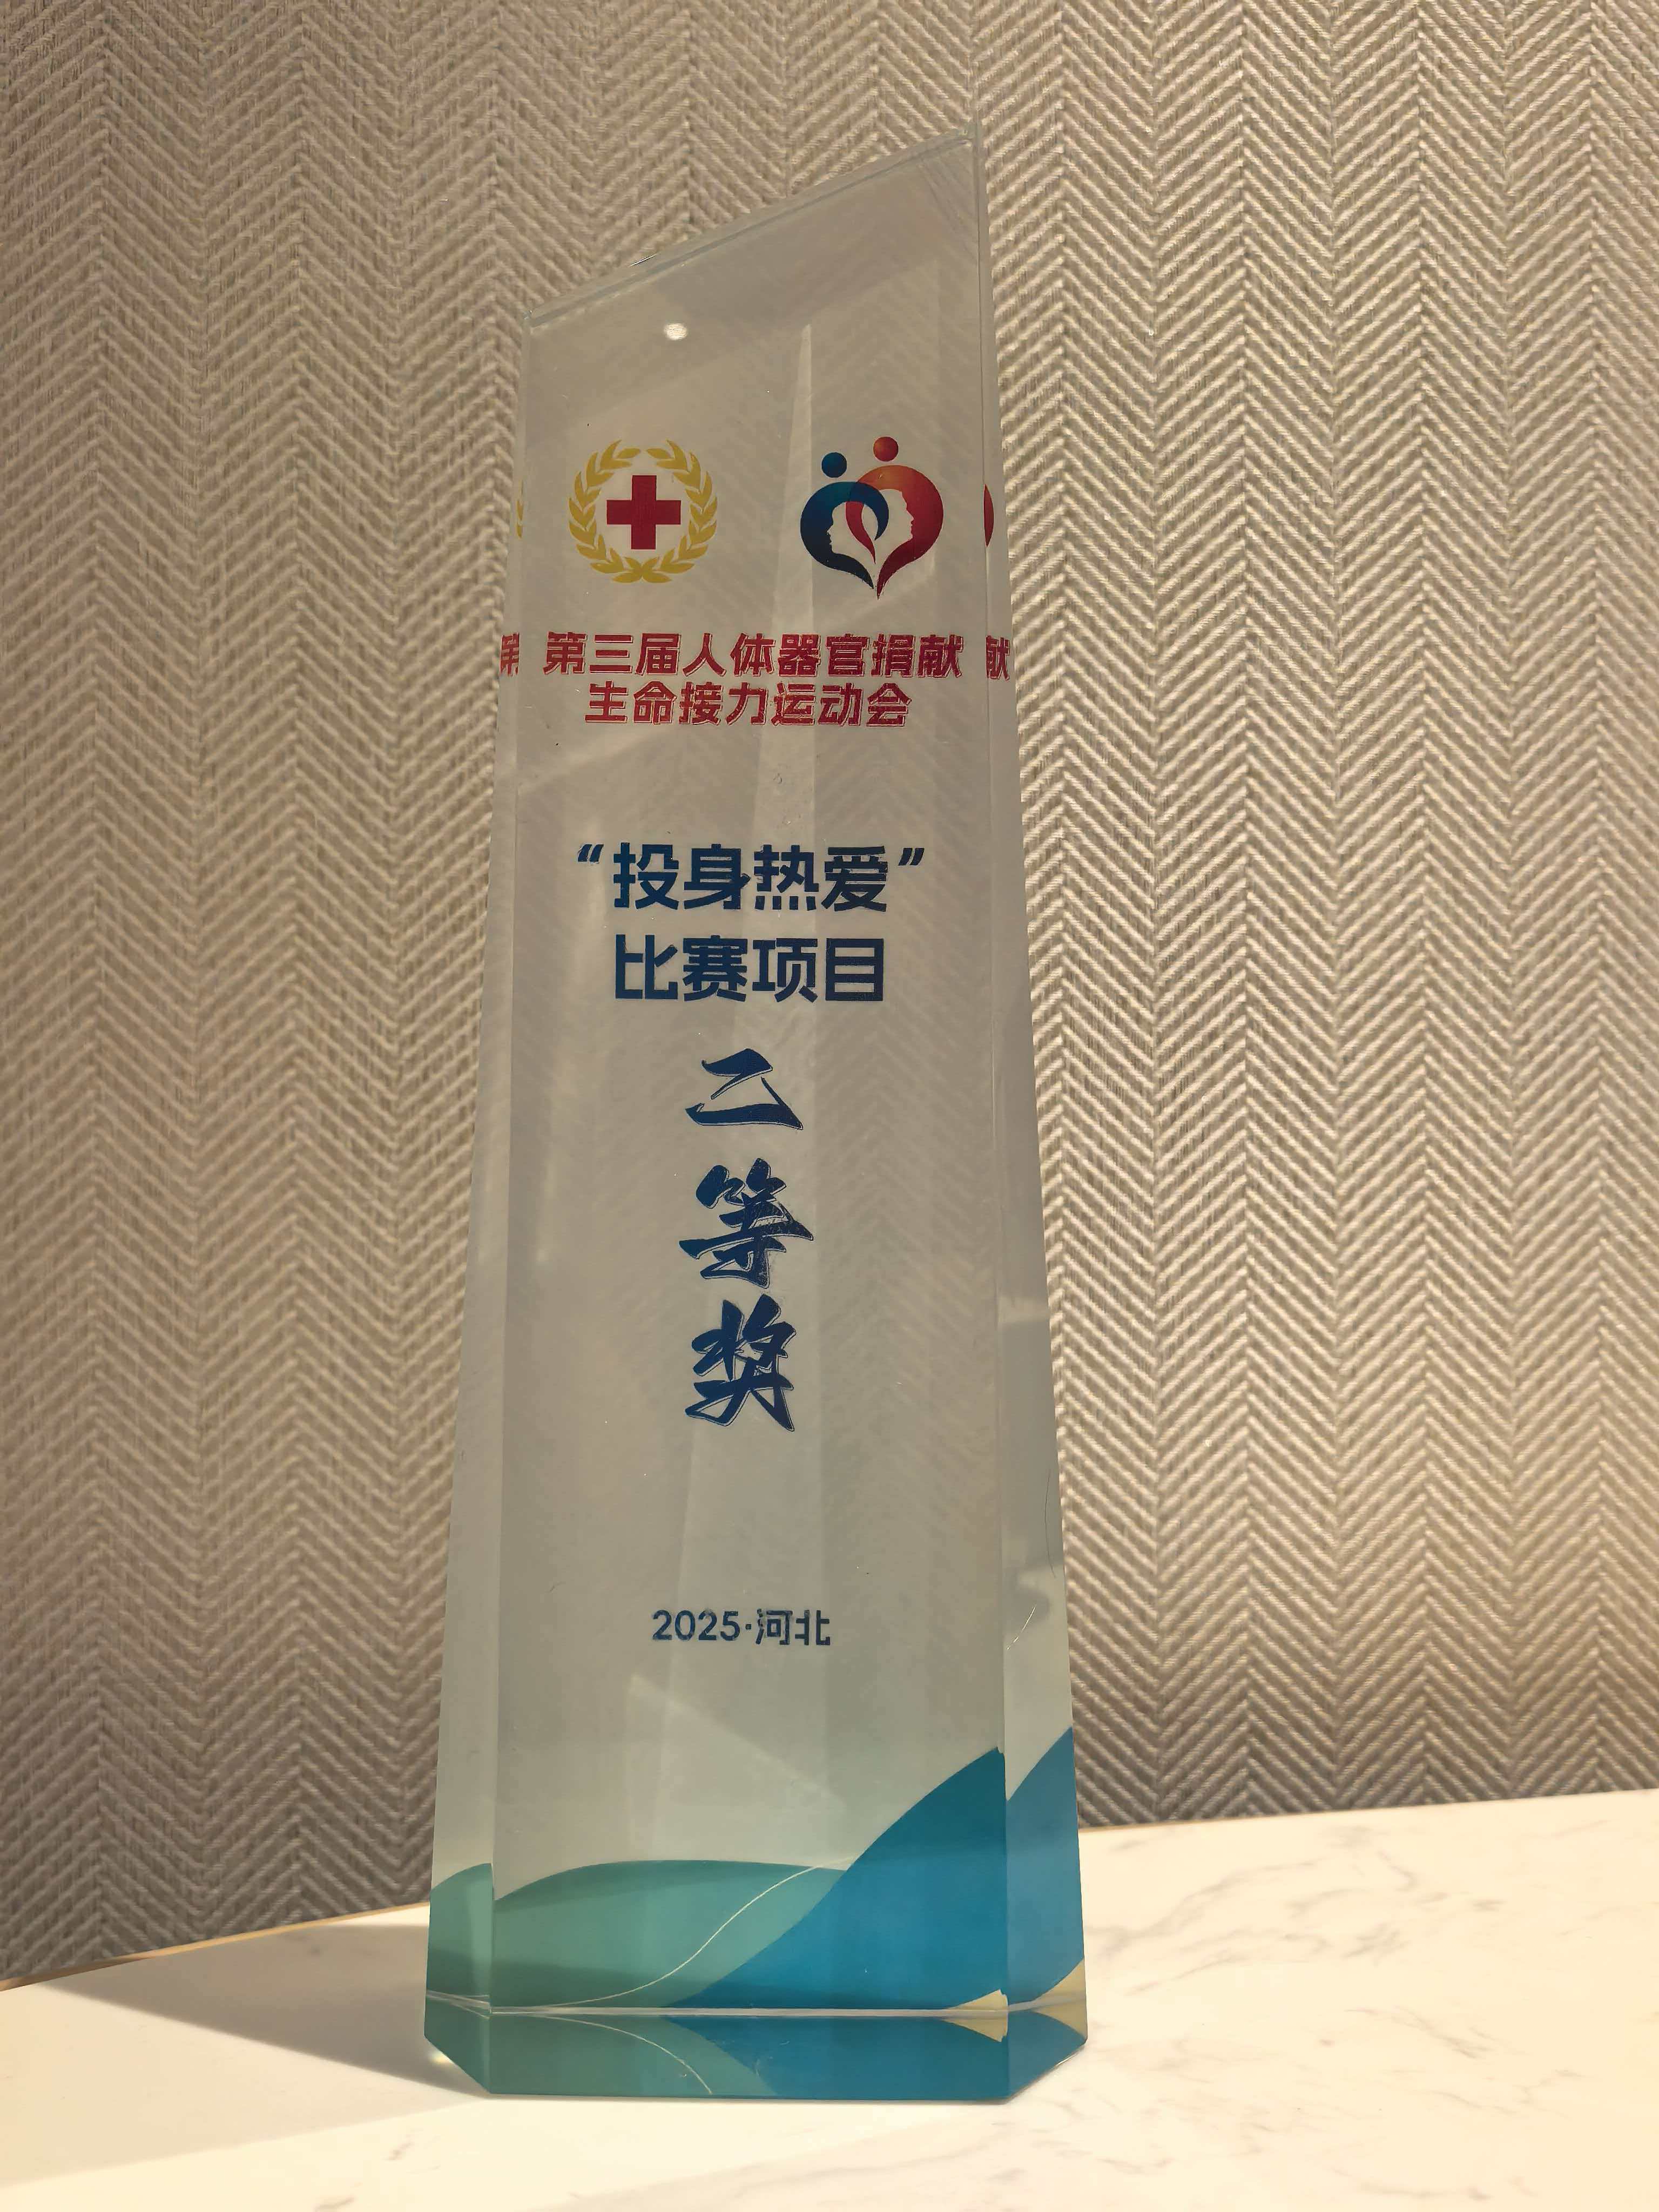 第三届人体器官捐献
生命接力运动会
“投身热爱”
比赛项目
二
等
奖
2025·河北